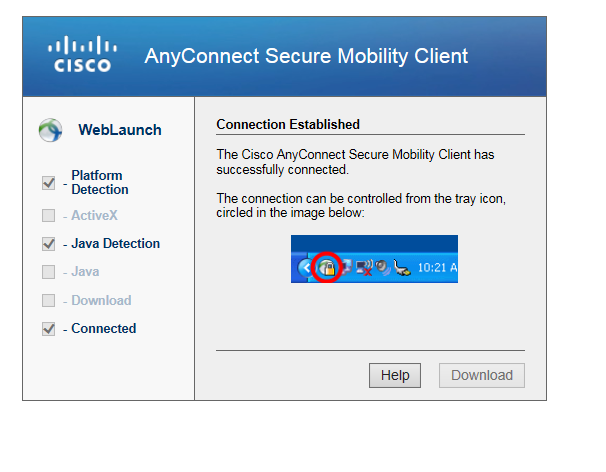 CISCO
AnyConnect Secure Mobility Client
WebLaunch
- Platform
Detection
- ActiveX
- Java Detection
- Java
- Download
- Connected
Connection Established
The Cisco AnyConnect Secure Mobility Client has
successfully connected.
The connection can be controlled from the tray icon,
circled in the image below:
10:21 A
Help
Download